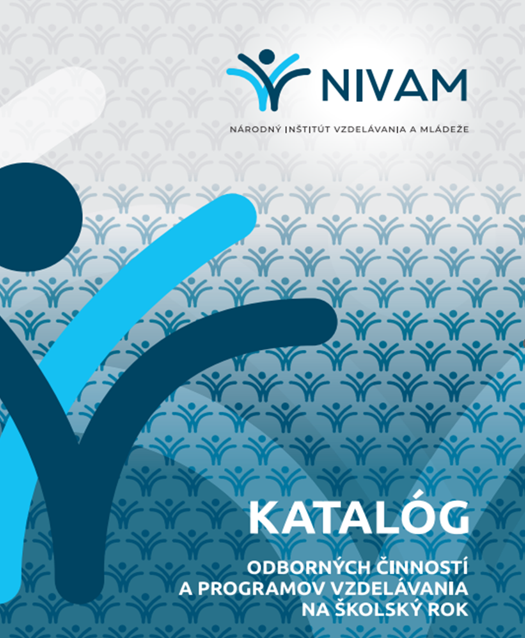 NIVAM
NÁRODNÝ INŠTITÚT VZDELÁVANIA A MLÁDEŽE
KATALÓG
ODBORNÝCH ČINNOSTÍ
A PROGRAMOV VZDELÁVANIA
NA ŠKOLSKÝ ROK